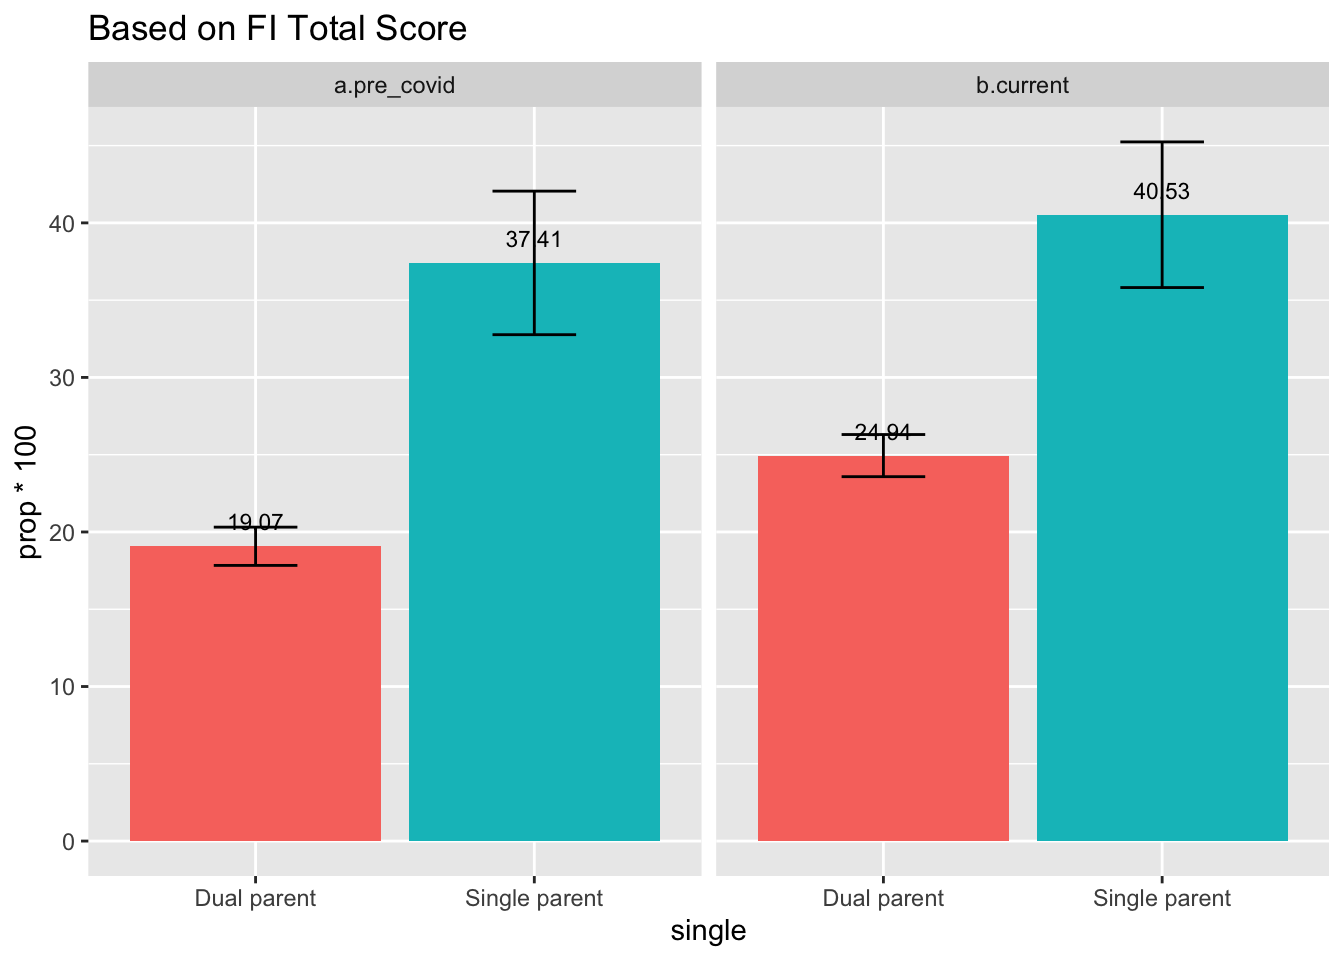 Based on FI Total Score
a.pre_covid
b.current
prop * 100
40
30
20
10
0
19.07
37.41
24.94
40.53
Dual parent
Single parent
Dual parent
Single parent
single